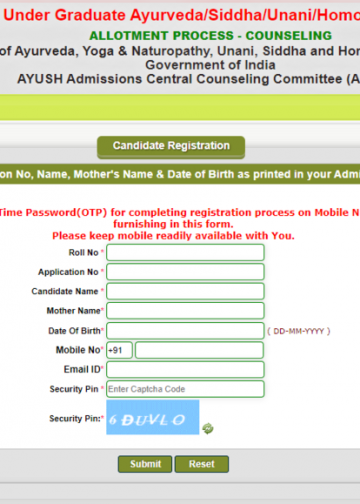 Under Graduate Ayurveda/Siddha/Unani/Homo
ALLOTMENT PROCESS - COUNSELING
of Ayurveda, Yoga & Naturopathy, Unani, Siddha and Hom
Government of India
AYUSH Admissions Central Counseling Committee (A
Candidate Registration
on No, Name, Mother's Name & Date of Birth as printed in your Admi
Time Password(OTP) for completing registration process on Mobile N
furnishing in this form.
Please keep mobile readily available with You.
Roll No *
Application No *
Candidate Name *
Mother Name*
Date Of Birth* ( DD-MM-YYYY )
Mobile No* +91
Email ID*
Security Pin * Enter Captcha Code
Security Pin:* 6DUVLO
Submit Reset